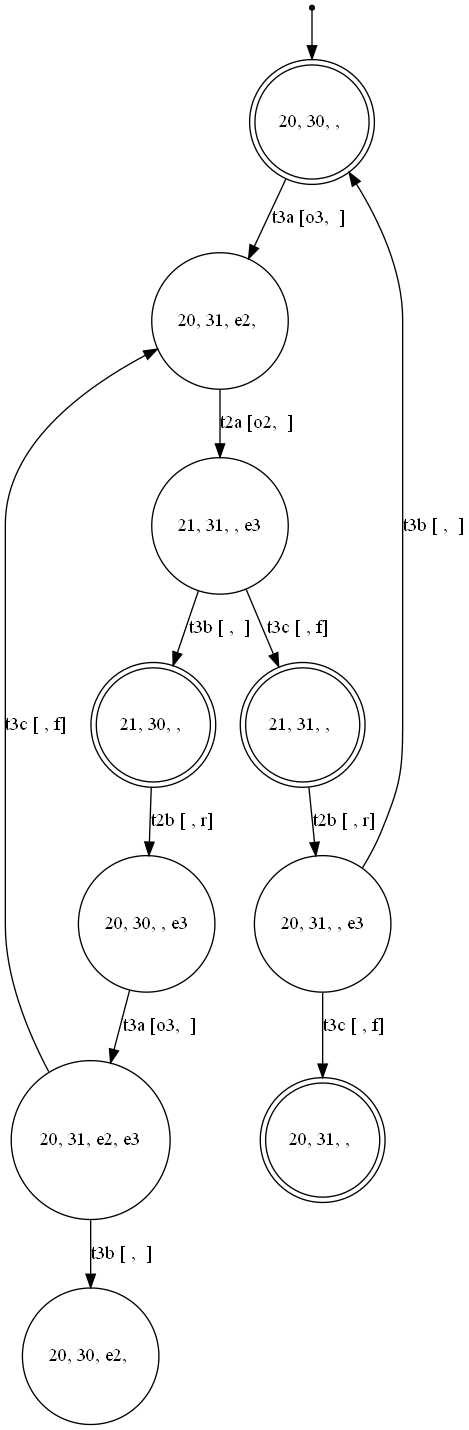 20, 30, ,
t3a [o3,  ]
20, 31, e2,
t2a [o2,  ]
21, 31, , e3
t3b [ ,  ]
t3c [ , f]
t3b [ ,  ]
21, 30, ,
21, 31, ,
t3c [ , f]
t2b [ , r]
t2b [ , r]
20, 30, , e3
20, 31, , e3
t3a [o3,  ]
t3c [ , f]
20, 31, e2, e3
20, 31, ,
t3b [ ,  ]
20, 30, e2,